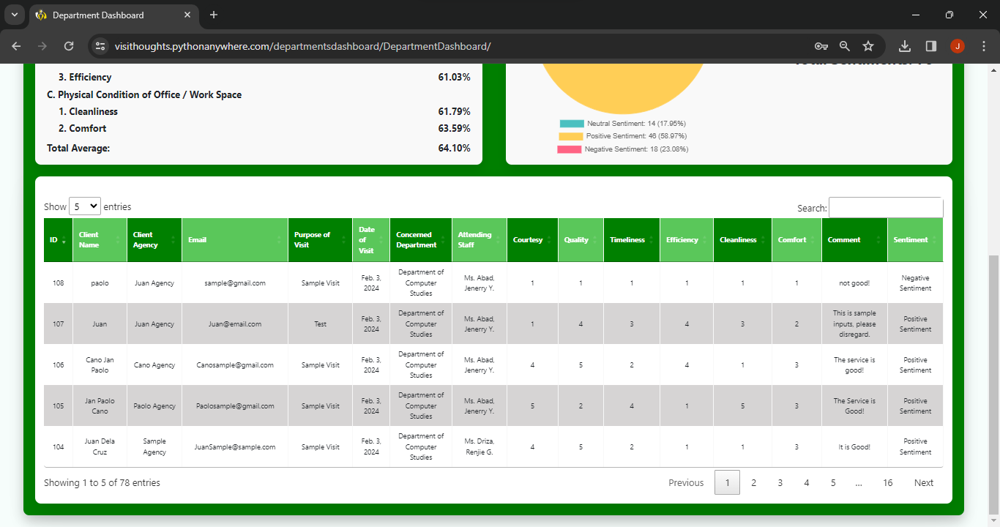 Department Dashboard
visithoughts.pythonanywhere.com/departmentsdashboard/DepartmentDashboard/
J
3. Efficiency 61.03%
C. Physical Condition of Office / Work Space
1. Cleanliness 61.79%
2. Comfort 63.59%
Total Average: 64.10%
Neutral Sentiment: 14 (17.95%)
Positive Sentiment: 46 (58.97%)
Negative Sentiment: 18 (23.08%)
Show 5 entries
Search:
ID Client Name Client Agency Email Purpose of Visit Date of Visit Concerned Department Attending Staff Courtesy Quality Timeliness Efficiency Cleanliness Comfort Comment Sentiment
108 paolo Juan Agency sample@gmail.com Sample Visit Feb. 3, 2024 Department of Computer Studies Ms. Abad, Jenerry Y. 1 1 1 1 1 1 not good! Negative Sentiment
107 Juan Juan Agency Juan@email.com Test Feb. 3, 2024 Department of Computer Studies Ms. Abad, Jenerry Y. 1 4 3 4 3 2 This is sample inputs, please disregard. Positive Sentiment
106 Cano Jan Paolo Cano Agency Canosample@gmail.com Sample Visit Feb. 3, 2024 Department of Computer Studies Ms. Abad, Jenerry Y. 4 5 2 4 1 3 The service is good! Positive Sentiment
105 Jan Paolo Cano Paolo Agency Paolosample@gmail.com Sample Visit Feb. 3, 2024 Department of Computer Studies Ms. Abad, Jenerry Y. 5 2 4 1 5 3 The Service is Good! Positive Sentiment
104 Juan Dela Cruz Sample Agency JuanSample@sample.com Sample Visit Feb. 3, 2024 Department of Computer Studies Ms. Driza, Renjie G. 4 5 2 1 1 3 It is Good! Positive Sentiment
Showing 1 to 5 of 78 entries
Previous 1 2 3 4 5 … 16 Next